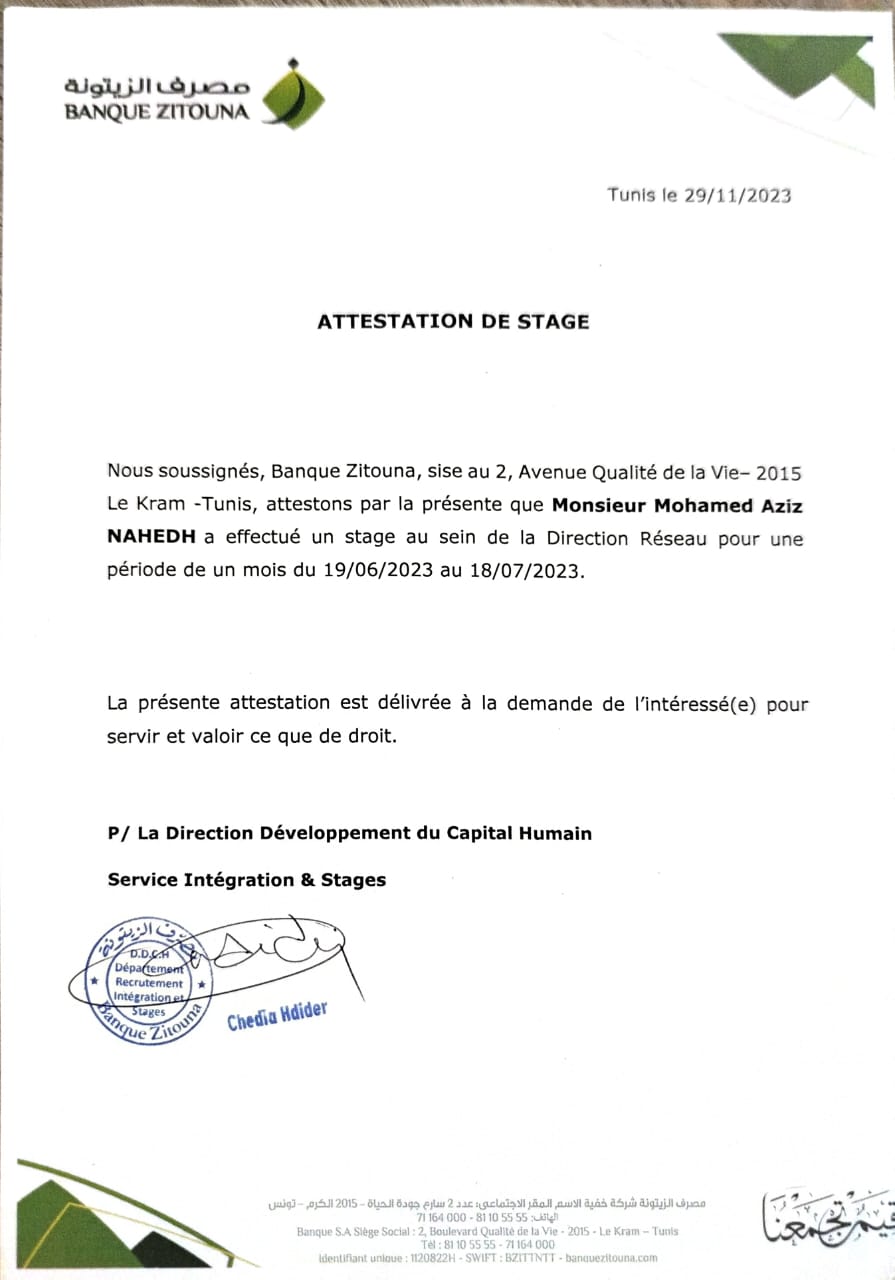 مصرف الزيتونة
BANQUE ZITOUNA
Tunis le 29/11/2023
ATTESTATION DE STAGE
Nous soussignés, Banque Zitouna, sise au 2, Avenue Qualité de la Vie– 2015
Le Kram -Tunis, attestons par la présente que Monsieur Mohamed Aziz
NAHEDH a effectué un stage au sein de la Direction Réseau pour une
période de un mois du 19/06/2023 au 18/07/2023.
La présente attestation est délivrée à la demande de l'intéressé(e) pour
servir et valoir ce que de droit.
P/ La Direction Développement du Capital Humain
Service Intégration & Stages
مصرف الزيتونة
D.D.C.H
Département
Recrutement
Intégration et
Stages
Banque Zitouna
Chedia Hdider
مصرف الزيتونة شركة خفية الاسم المقر الاجتماعي: عدد 2 شارع جودة الحياة – 2015 الكرم – تونس
الهاتف: 55 55 10 81 - 000 164 71
Banque S.A Siège Social : 2, Boulevard Qualité de la Vie - 2015 - Le Kram – Tunis
Tél : 81 10 55 55 - 71 164 000
Identifiant unique : 1120822H - SWIFT : BZITTNTT - banquezitouna.com
قيم تجمعنا